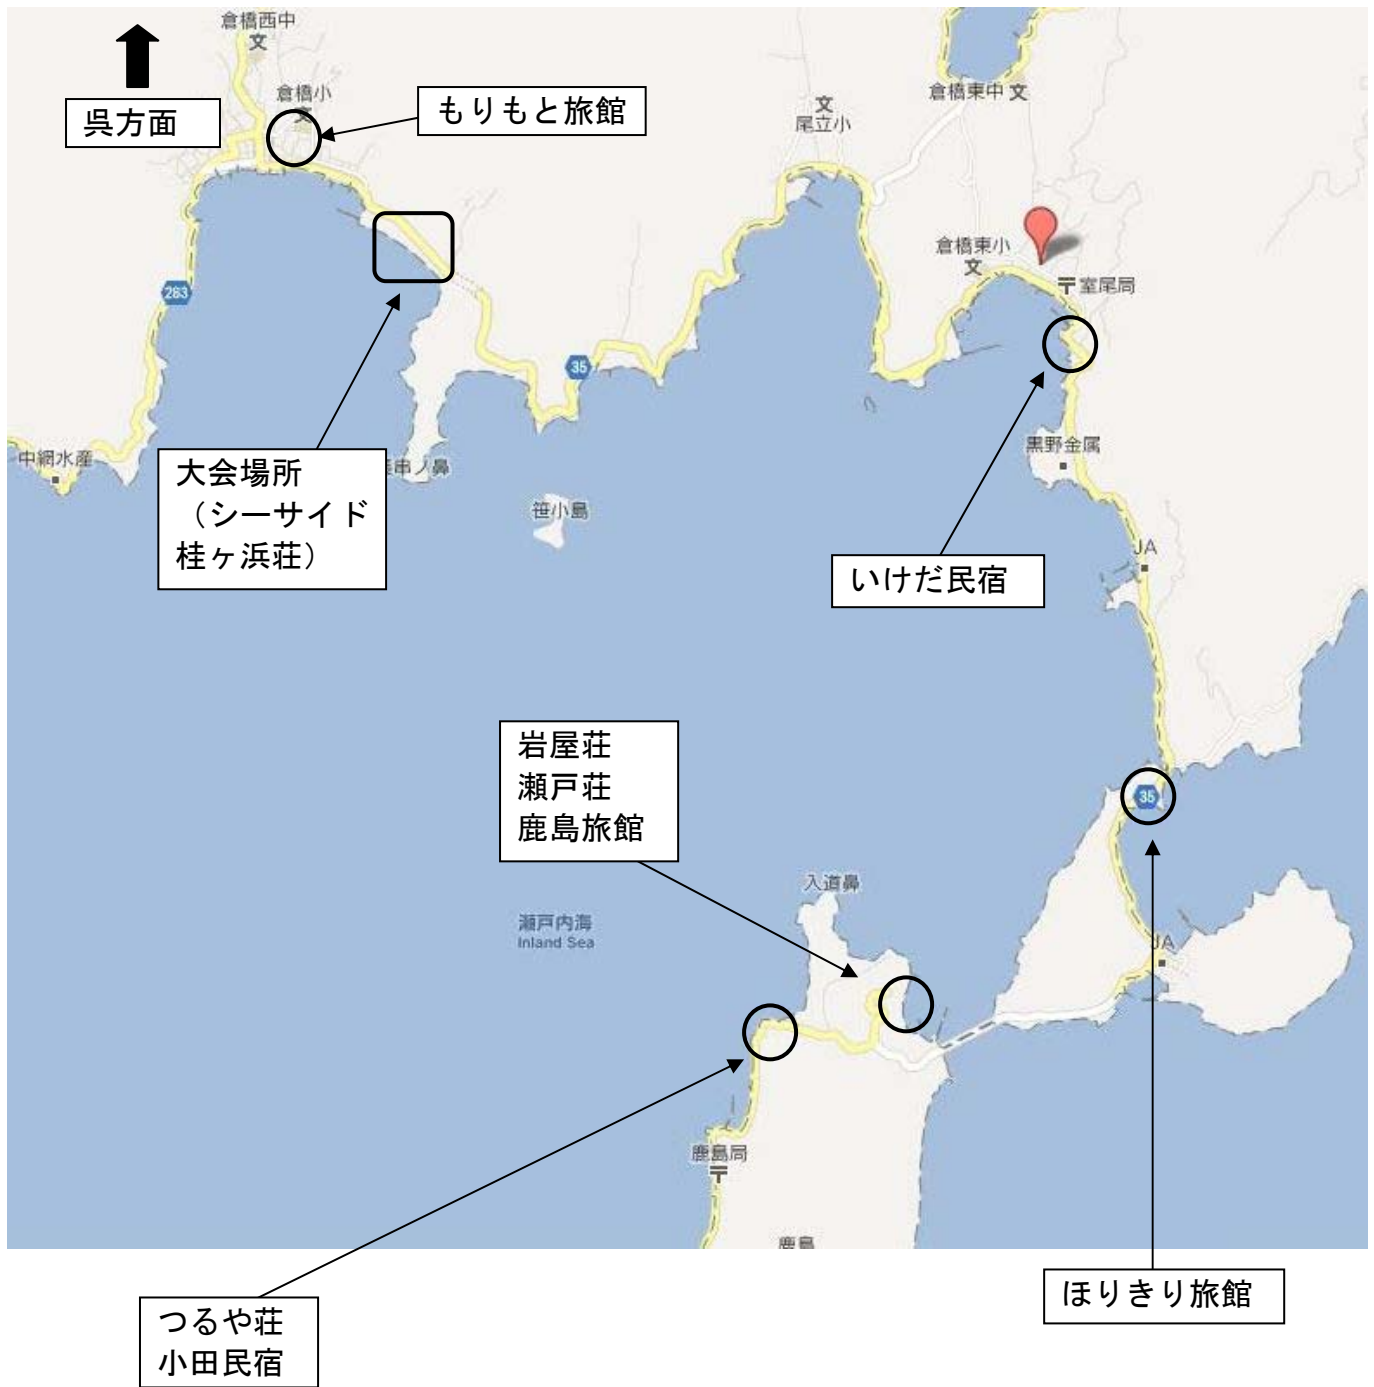 倉橋西中
文
呉方面
倉橋小
文
もりもと旅館
文
尾立小
倉橋東中 文
倉橋東小
文
〒室尾局
283
35
黒野金属
中網水産
串ノ鼻
大会場所
（シーサイド
桂ヶ浜荘）
笹小島
JA
いけだ民宿
岩屋荘
瀬戸荘
鹿島旅館
35
入道鼻
瀬戸内海
Inland Sea
JA
鹿島局
〒
鹿島
ほりきり旅館
つるや荘
小田民宿